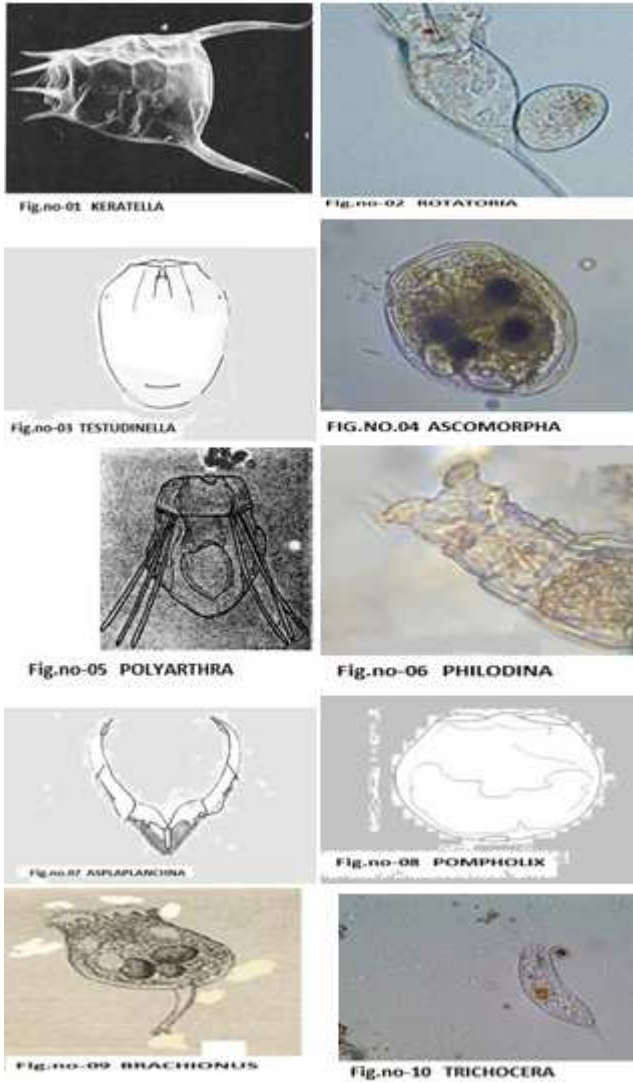 Fig.no-01 KERATELLA
Fig.no-02 ROTATORIA
Fig.no-03 TESTUDINELLA
FIG.NO.04 ASCOMORPHA
Fig.no-05 POLYARTHRA
Fig.no-06 PHILODINA
Fig.no.07 ASPLAPLANCHNA
Fig.no-08 POMPHOLIX
Fig.no-09 BRACHIONUS
Fig.no-10 TRICHOCERA